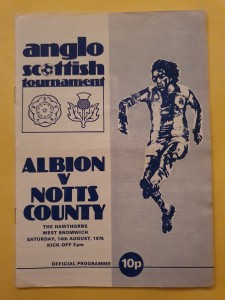 anglo
scottish
tournament
ALBION
V
NOTTS
COUNTY
THE HAWTHORNS
WEST BROMWICH
SATURDAY, 14th AUGUST, 1976
KICK-OFF 3pm
OFFICIAL PROGRAMME 10p